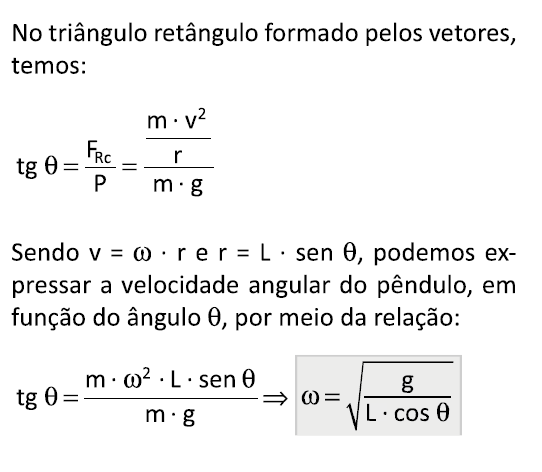 No triângulo retângulo formado pelos vetores,
temos:
tg θ = F_Rc / P = (m · v² / r) / (m · g)
Sendo v = ω · r e r = L · sen θ, podemos ex-
pressar a velocidade angular do pêndulo, em
função do ângulo θ, por meio da relação:
tg θ = (m · ω² · L · sen θ) / (m · g) ⇒ ω = √(g / (L · cos θ))